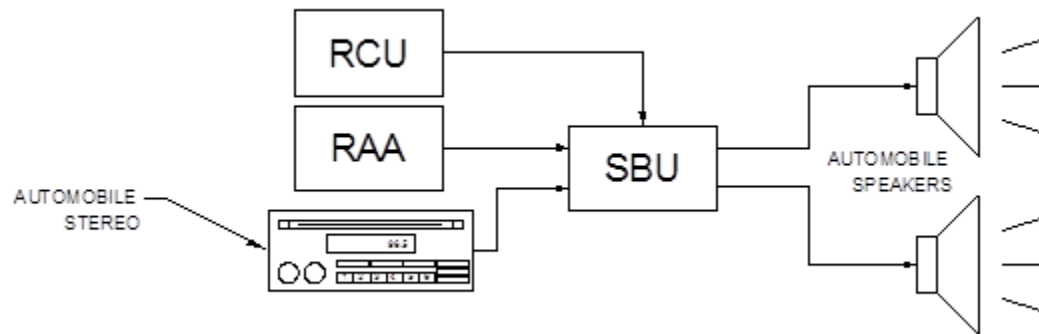 RCU
RAA
SBU
AUTOMOBILE
STEREO
AUTOMOBILE
SPEAKERS